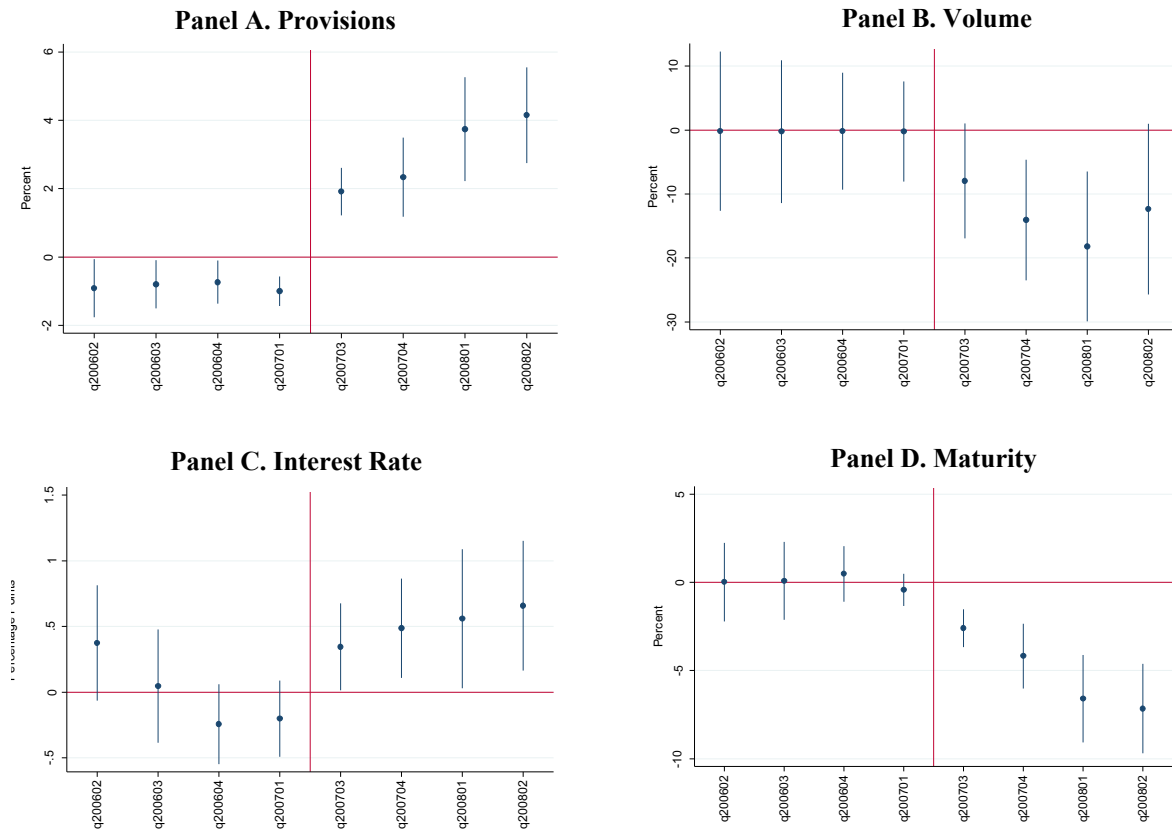 Panel A. Provisions
Percent
6
4
2
0
-2
q200602
q200603
q200604
q200701
q200703
q200704
q200801
q200802
Panel B. Volume
Percent
10
0
-10
-20
-30
q200602
q200603
q200604
q200701
q200703
q200704
q200801
q200802
Panel C. Interest Rate
Percentage Points
1.5
1
.5
0
-.5
q200602
q200603
q200604
q200701
q200703
q200704
q200801
q200802
Panel D. Maturity
Percent
5
0
-5
-10
q200602
q200603
q200604
q200701
q200703
q200704
q200801
q200802